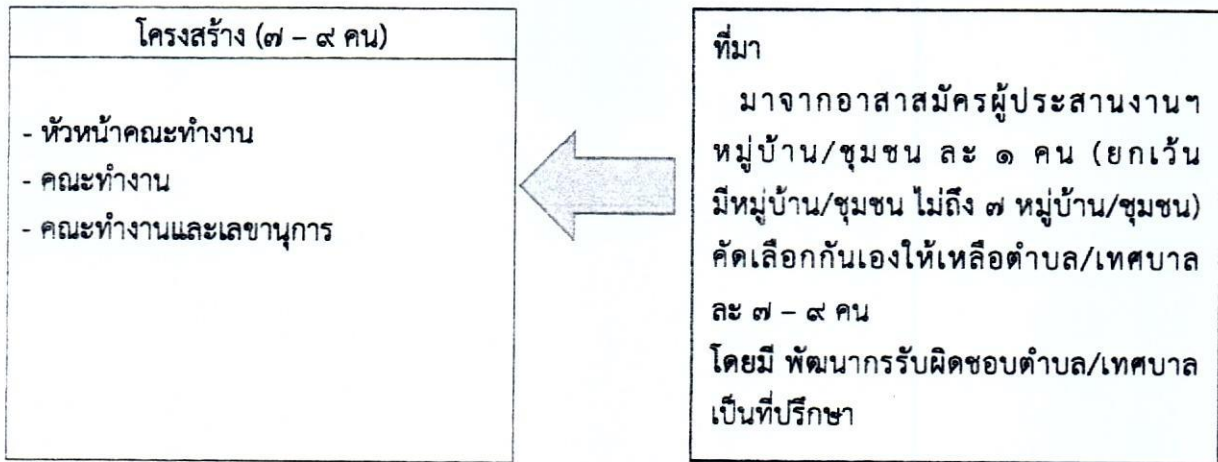 โครงสร้าง (๗ – ๙ คน)
- หัวหน้าคณะทำงาน
- คณะทำงาน
- คณะทำงานและเลขานุการ
ที่มา
มาจากอาสาสมัครผู้ประสานงานฯ
หมู่บ้าน/ชุมชน ละ ๑ คน (ยกเว้น
มีหมู่บ้าน/ชุมชน ไม่ถึง ๗ หมู่บ้าน/ชุมชน)
คัดเลือกกันเองให้เหลือตำบล/เทศบาล
ละ ๗ – ๙ คน
โดยมี พัฒนากรรับผิดชอบตำบล/เทศบาล
เป็นที่ปรึกษา